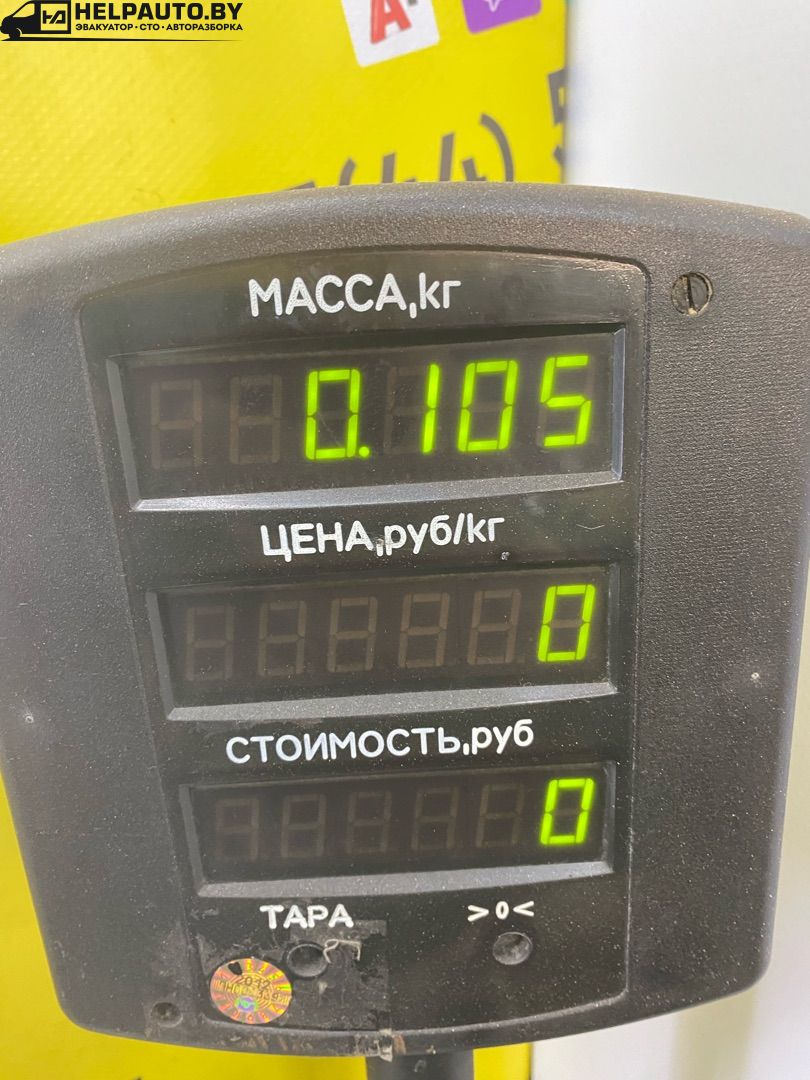 HELPAUTO.BY
ЭВАКУАТОР • СТО • АВТОРАЗБОРКА
МАССА,кг
0.105
ЦЕНА,руб/кг
0
СТОИМОСТЬ,руб
0
ТАРА >0<